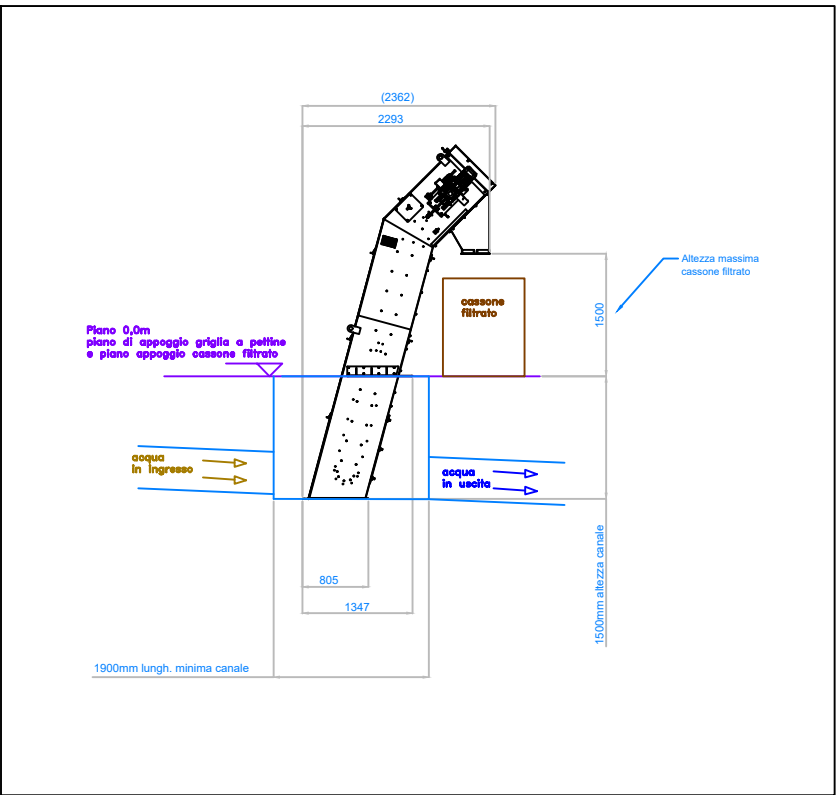 (2362)
2293
Altezza massima
cassone filtrato
cassone
filtrato
1500
Piano 0,0m
piano di appoggio griglia a pettine
e piano appoggio cassone filtrato
acqua
in ingresso
acqua
in uscita
805
1347
1500mm altezza canale
1900mm lungh. minima canale